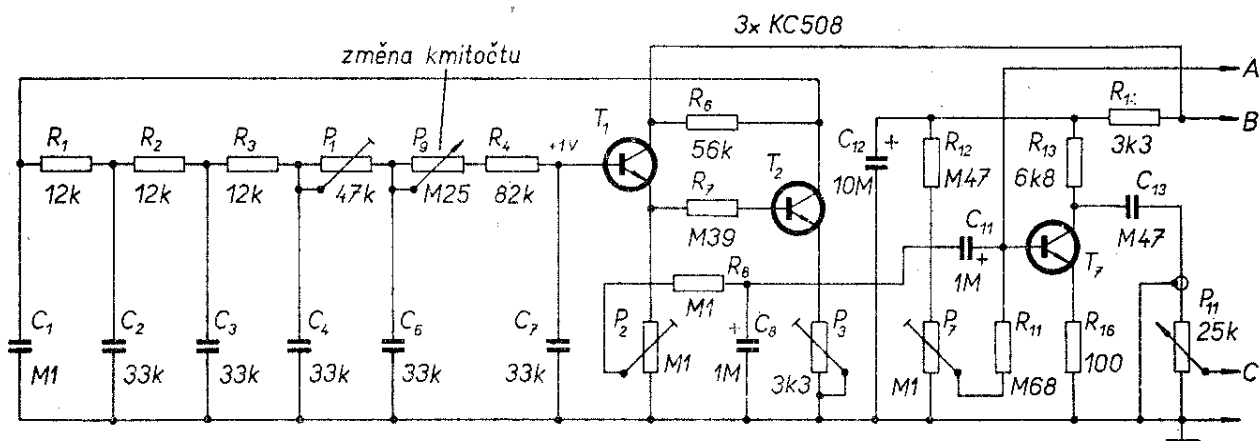 3x KC508
změna kmitočtu
A
B
C
R1
12k
R2
12k
R3
12k
P1
47k
P9
M25
R4
82k
+1V
T1
R6
56k
R7
M39
T2
C12
+
10M
R12
M47
R13
6k8
3k3
C13
M47
C11
+
1M
T7
R8
M1
P2
M1
+
C8
1M
P3
3k3
P7
M1
R11
M68
R16
100
P11
25k
C1
M1
C2
33k
C3
33k
C4
33k
33k
C7
33k